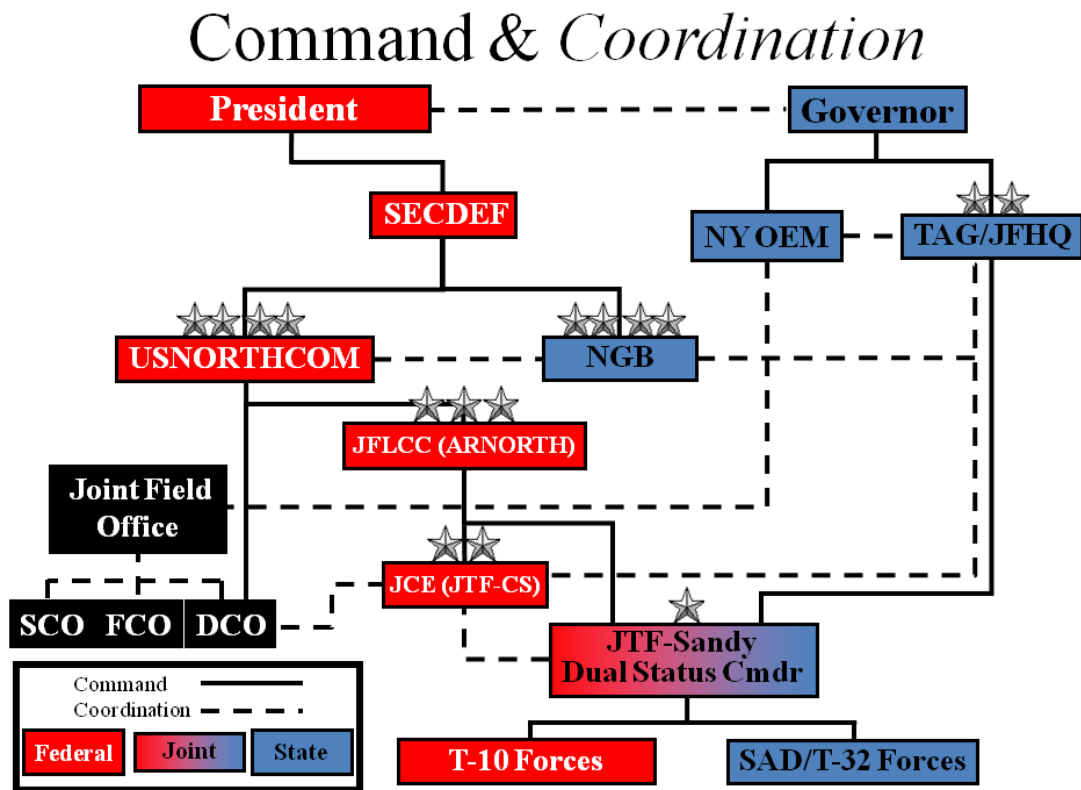 Command & Coordination
President
Governor
SECDEF
NY OEM
TAG/JFHQ
USNORTHCOM
NGB
JFLCC (ARNORTH)
Joint Field
Office
JCE (JTF-CS)
SCO
FCO
DCO
JTF-Sandy
Dual Status Cmdr
Command
Coordination
Federal
Joint
State
T-10 Forces
SAD/T-32 Forces